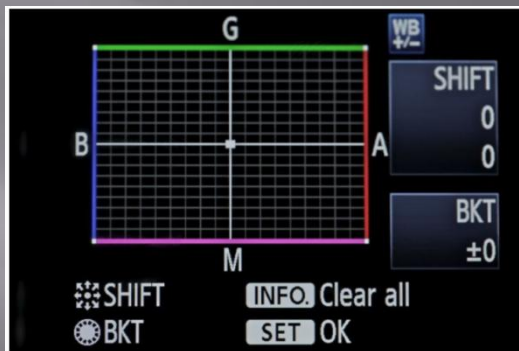 G
WB
+/-
SHIFT
0
0
B
A
BKT
±0
M
SHIFT
INFO. Clear all
BKT
SET OK